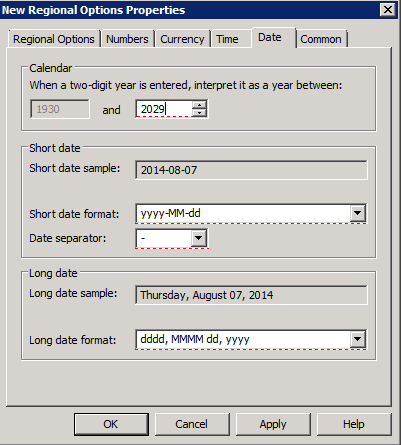 New Regional Options Properties
Regional Options Numbers Currency Time Date Common
Calendar
When a two-digit year is entered, interpret it as a year between:
1930 and 2029
Short date
Short date sample: 2014-08-07
Short date format: yyyy-MM-dd
Date separator: -
Long date
Long date sample: Thursday, August 07, 2014
Long date format: dddd, MMMM dd, yyyy
OK Cancel Apply Help